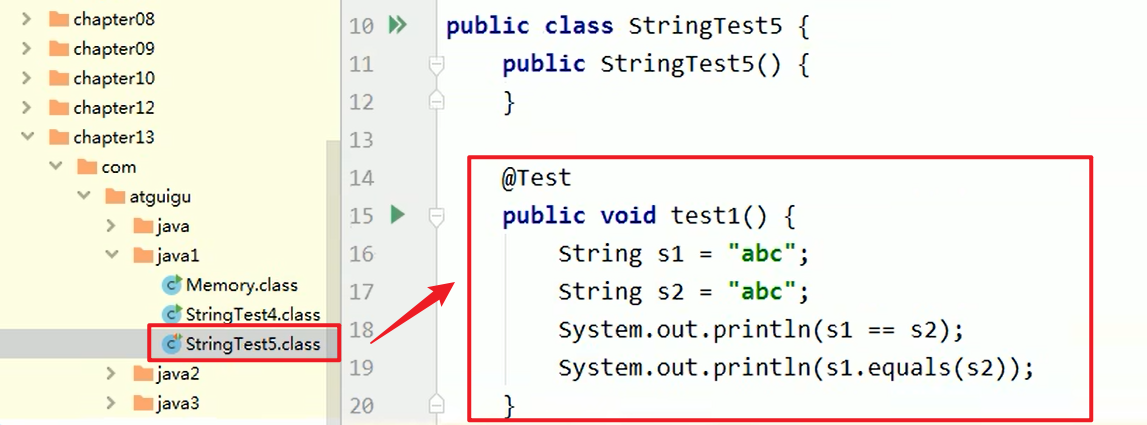 chapter08
chapter09
chapter10
chapter12
chapter13
com
atguigu
java
java1
Memory.class
StringTest4.class
StringTest5.class
java2
java3
10 public class StringTest5 {
11 public StringTest5() {
12 }
13
14 @Test
15 public void test1() {
16 String s1 = "abc";
17 String s2 = "abc";
18 System.out.println(s1 == s2);
19 System.out.println(s1.equals(s2));
20 }